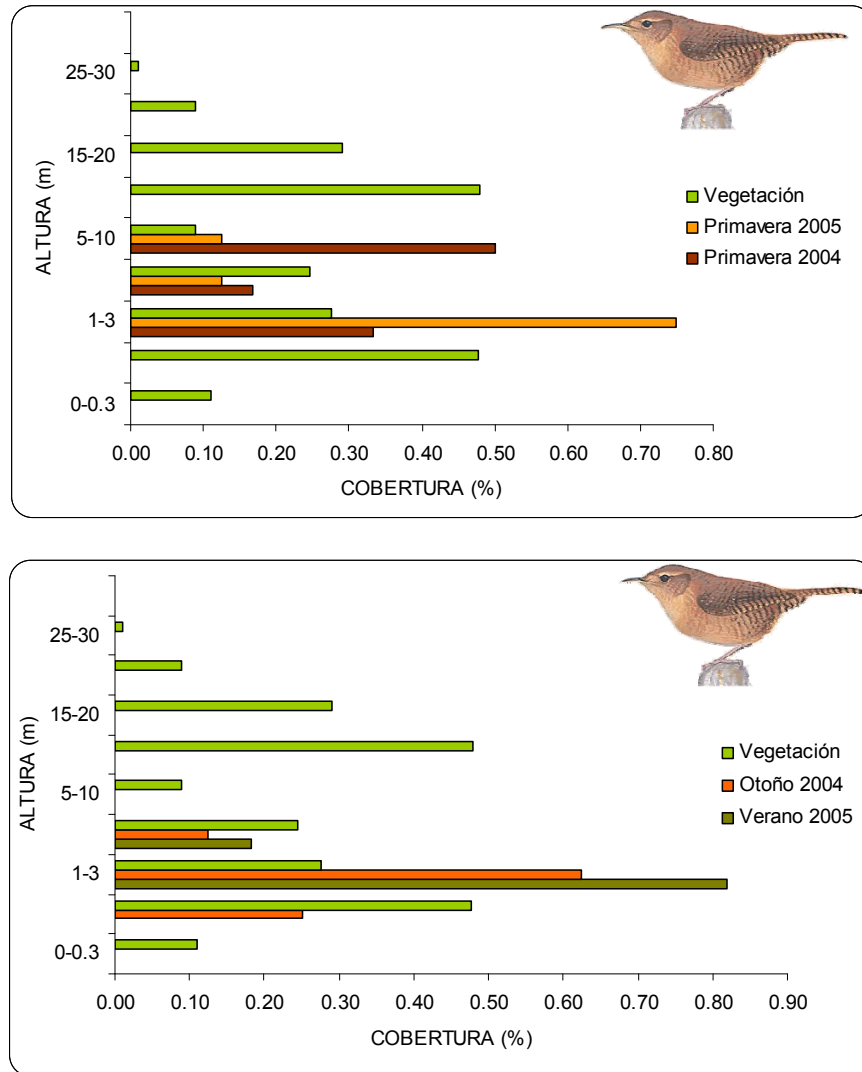 25-30
15-20
5-10
1-3
0-0.3
ALTURA (m)
0.00 0.10 0.20 0.30 0.40 0.50 0.60 0.70 0.80
COBERTURA (%)
Vegetación
Primavera 2005
Primavera 2004
25-30
15-20
5-10
1-3
0-0.3
ALTURA (m)
0.00 0.10 0.20 0.30 0.40 0.50 0.60 0.70 0.80 0.90
COBERTURA (%)
Vegetación
Otoño 2004
Verano 2005